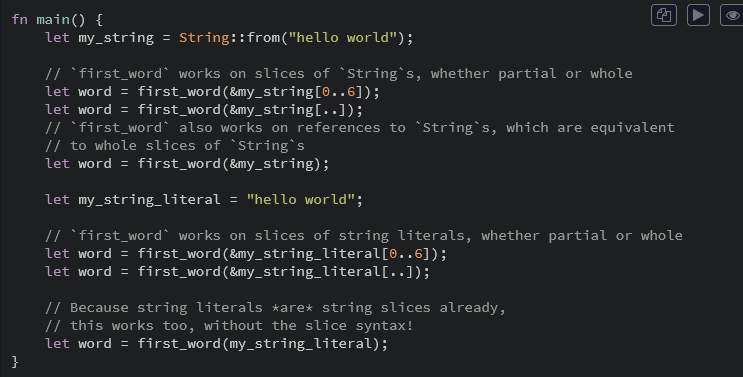 fn main() {
    let my_string = String::from("hello world");

    // `first_word` works on slices of `String`s, whether partial or whole
    let word = first_word(&my_string[0..6]);
    let word = first_word(&my_string[..]);
    // `first_word` also works on references to `String`s, which are equivalent
    // to whole slices of `String`s
    let word = first_word(&my_string);

    let my_string_literal = "hello world";

    // `first_word` works on slices of string literals, whether partial or whole
    let word = first_word(&my_string_literal[0..6]);
    let word = first_word(&my_string_literal[..]);

    // Because string literals *are* string slices already,
    // this works too, without the slice syntax!
    let word = first_word(my_string_literal);
}